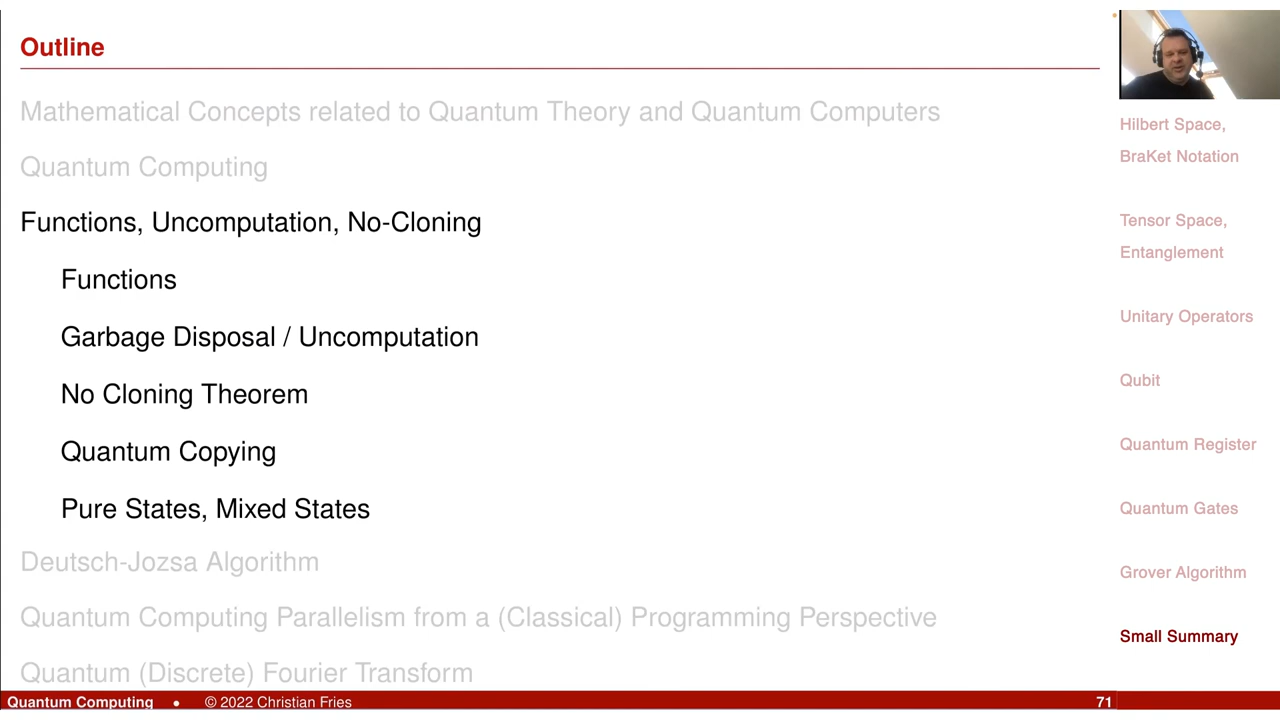 Outline
Mathematical Concepts related to Quantum Theory and Quantum Computers
Quantum Computing
Functions, Uncomputation, No-Cloning
Functions
Garbage Disposal / Uncomputation
No Cloning Theorem
Quantum Copying
Pure States, Mixed States
Deutsch-Jozsa Algorithm
Quantum Computing Parallelism from a (Classical) Programming Perspective
Quantum (Discrete) Fourier Transform
Hilbert Space,
BraKet Notation
Tensor Space,
Entanglement
Unitary Operators
Qubit
Quantum Register
Quantum Gates
Grover Algorithm
Small Summary
Quantum Computing • © 2022 Christian Fries 71